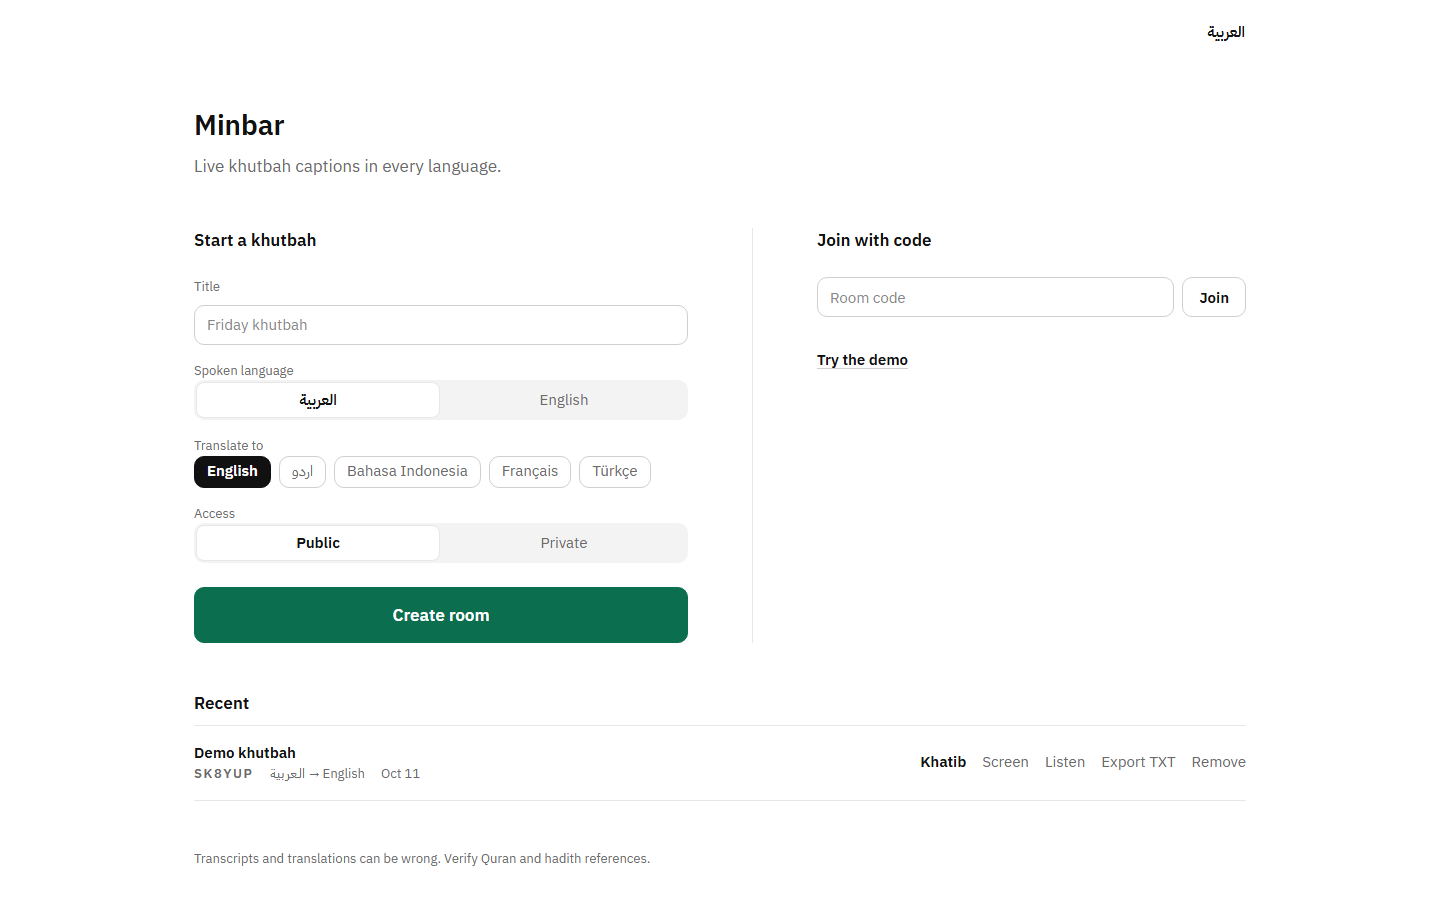 العربية
Minbar
Live khutbah captions in every language.
Start a khutbah
Title
Friday khutbah
Spoken language
العربية English
Translate to
English اردو Bahasa Indonesia Français Türkçe
Access
Public Private
Create room
Join with code
Room code Join
Try the demo
Recent
Demo khutbah
SK8YUP العربية → English Oct 11
Khatib Screen Listen Export TXT Remove
Transcripts and translations can be wrong. Verify Quran and hadith references.